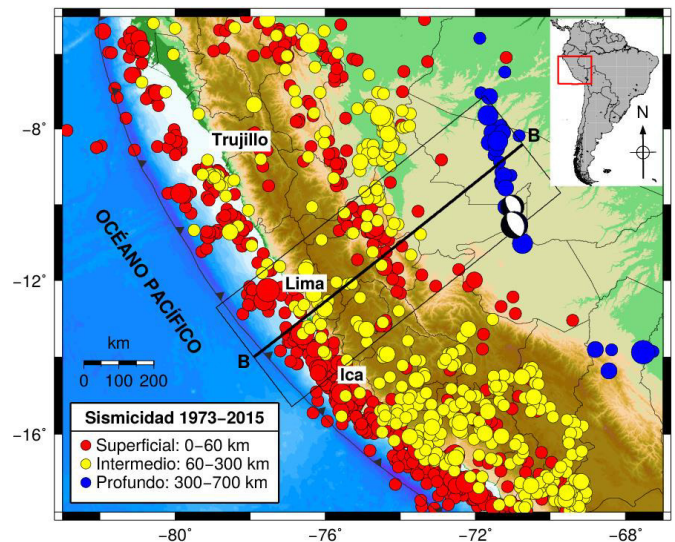 N
Trujillo
B
OCÉANO PACÍFICO
Lima
B
Ica
km
0 100 200
Sismicidad 1973−2015
Superficial: 0−60 km
Intermedio: 60−300 km
Profundo: 300−700 km
−8˚
−12˚
−16˚
−80˚ −76˚ −72˚ −68˚